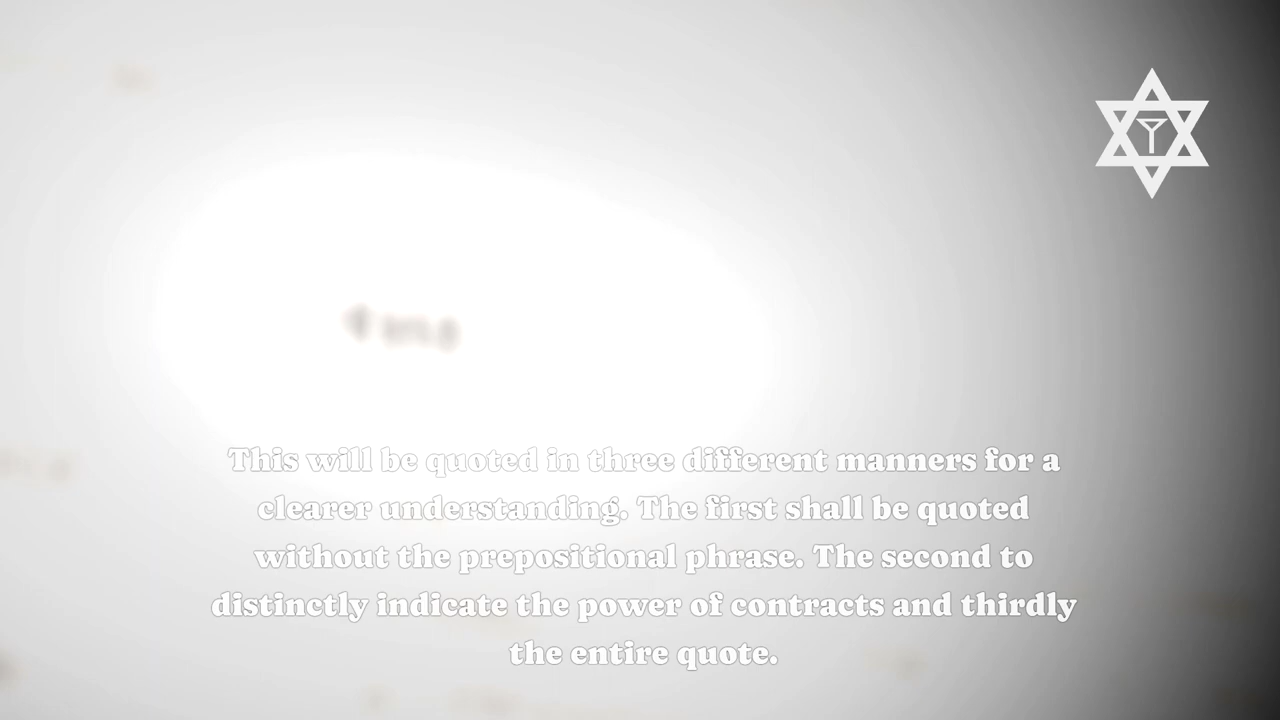 This will be quoted in three different manners for a
clearer understanding. The first shall be quoted
without the prepositional phrase. The second to
distinctly indicate the power of contracts and thirdly
the entire quote.